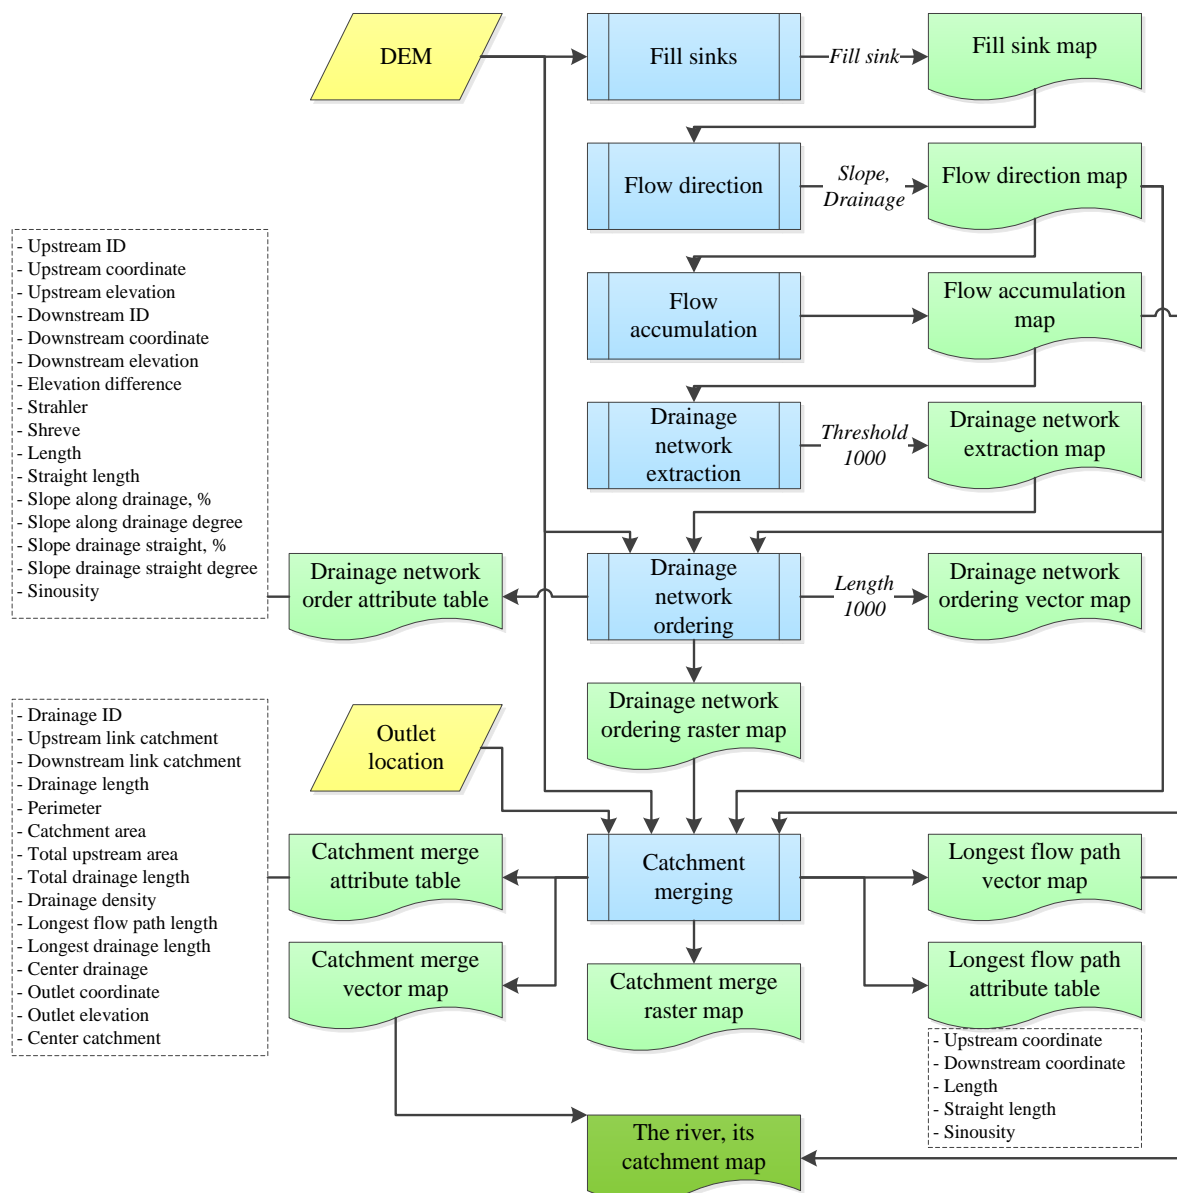 DEM
Fill sinks
Fill sink
Fill sink map
Flow direction
Slope,
Drainage
Flow direction map
- Upstream ID
- Upstream coordinate
- Upstream elevation
- Downstream ID
- Downstream coordinate
- Downstream elevation
- Elevation difference
- Strahler
- Shreve
- Length
- Straight length
- Slope along drainage, %
- Slope along drainage degree
- Slope drainage straight, %
- Slope drainage straight degree
- Sinousity
Flow
accumulation
Flow accumulation
map
Drainage
network
extraction
Threshold
1000
Drainage network
extraction map
Drainage network
order attribute table
Drainage
network
ordering
Length
1000
Drainage network
ordering vector map
Drainage network
ordering raster map
Outlet
location
- Drainage ID
- Upstream link catchment
- Downstream link catchment
- Drainage length
- Perimeter
- Catchment area
- Total upstream area
- Total drainage length
- Drainage density
- Longest flow path length
- Longest drainage length
- Center drainage
- Outlet coordinate
- Outlet elevation
- Center catchment
Catchment merge
attribute table
Catchment
merging
Longest flow path
vector map
Catchment merge
vector map
Catchment merge
raster map
Longest flow path
attribute table
- Upstream coordinate
- Downstream coordinate
- Length
- Straight length
- Sinousity
The river, its
catchment map